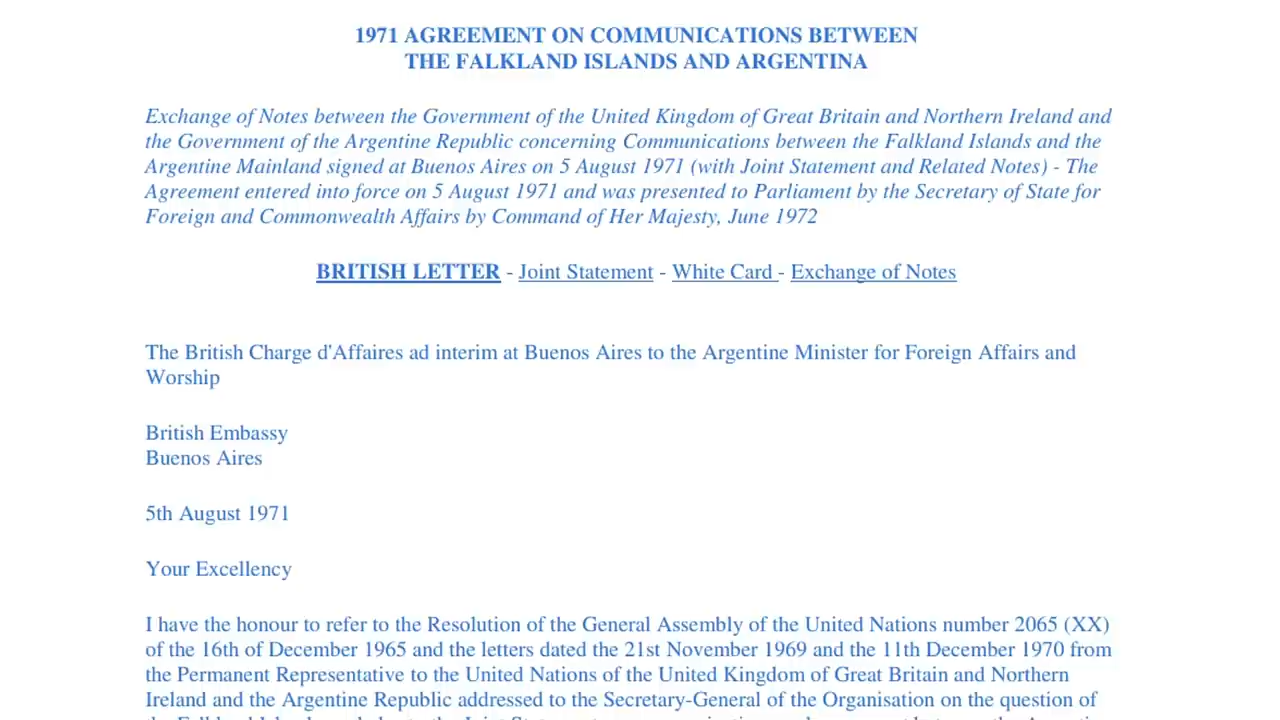 1971 AGREEMENT ON COMMUNICATIONS BETWEEN
THE FALKLAND ISLANDS AND ARGENTINA
Exchange of Notes between the Government of the United Kingdom of Great Britain and Northern Ireland and
the Government of the Argentine Republic concerning Communications between the Falkland Islands and the
Argentine Mainland signed at Buenos Aires on 5 August 1971 (with Joint Statement and Related Notes) - The
Agreement entered into force on 5 August 1971 and was presented to Parliament by the Secretary of State for
Foreign and Commonwealth Affairs by Command of Her Majesty, June 1972
BRITISH LETTER - Joint Statement - White Card - Exchange of Notes
The British Charge d'Affaires ad interim at Buenos Aires to the Argentine Minister for Foreign Affairs and
Worship
British Embassy
Buenos Aires
5th August 1971
Your Excellency
I have the honour to refer to the Resolution of the General Assembly of the United Nations number 2065 (XX)
of the 16th of December 1965 and the letters dated the 21st November 1969 and the 11th December 1970 from
the Permanent Representative to the United Nations of the United Kingdom of Great Britain and Northern
Ireland and the Argentine Republic addressed to the Secretary-General of the Organisation on the question of